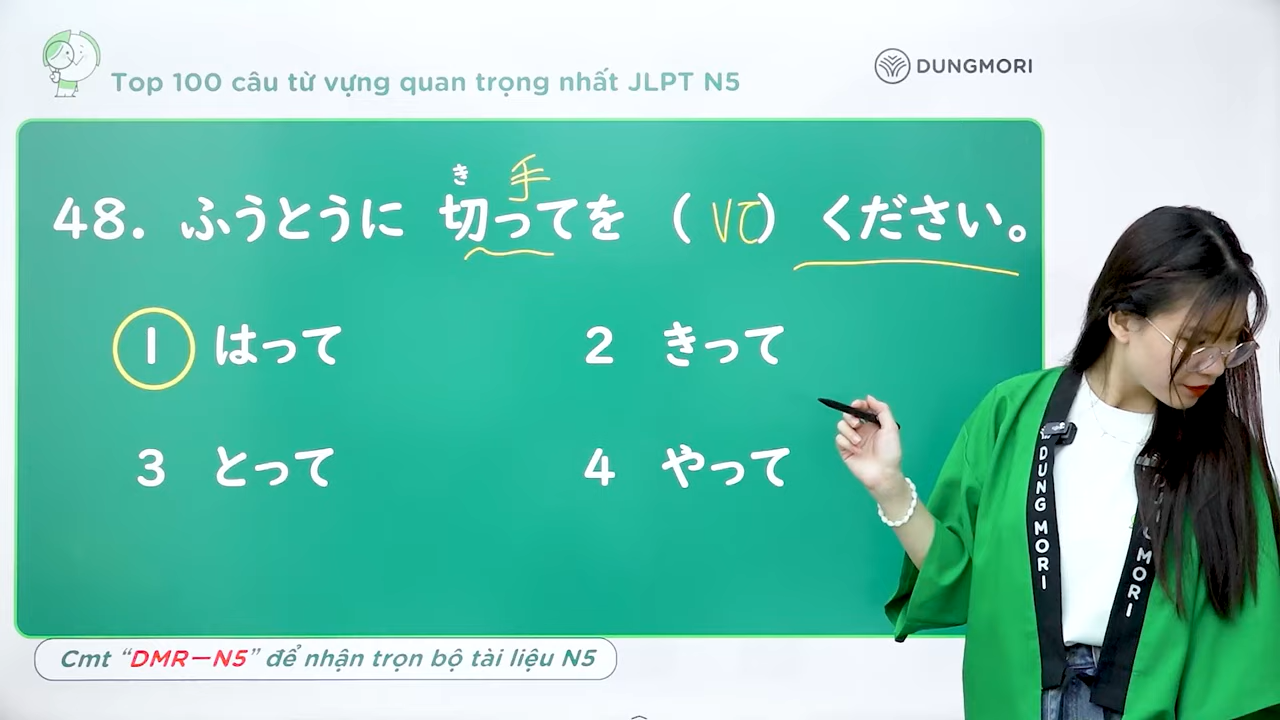 Top 100 câu từ vựng quan trọng nhất JLPT N5
DUNGMORI
き 手
48. ふうとうに 切ってを ( Vて) ください。
1 はって
2 きって
3 とって
4 やって
DUNG MORI
MORI
Cmt “DMR—N5” để nhận trọn bộ tài liệu N5